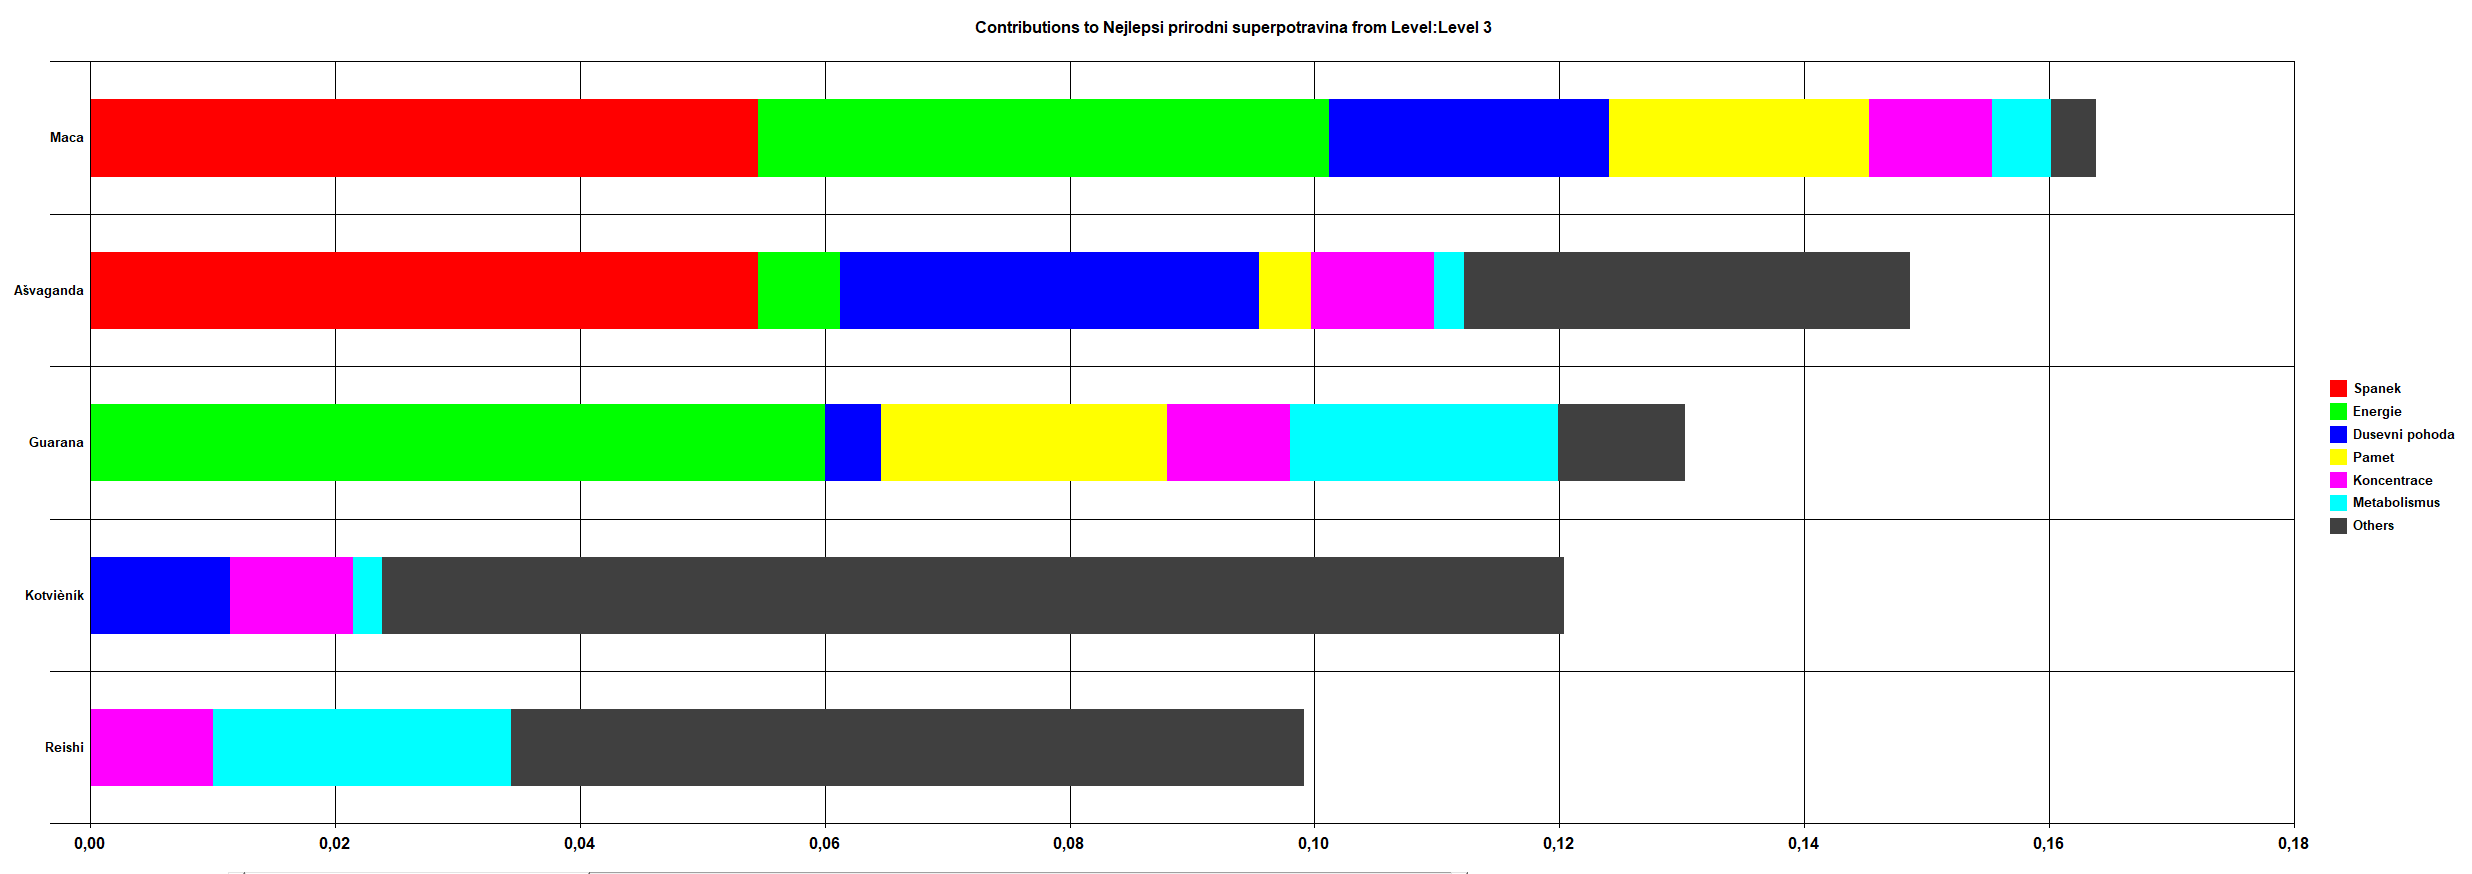 Contributions to Nejlepsi prirodni superpotravina from Level:Level 3
Maca
Ašvaganda
Guarana
Kotvièník
Reishi
Spanek
Energie
Dusevni pohoda
Pamet
Koncentrace
Metabolismus
Others
0,00 0,02 0,04 0,06 0,08 0,10 0,12 0,14 0,16 0,18